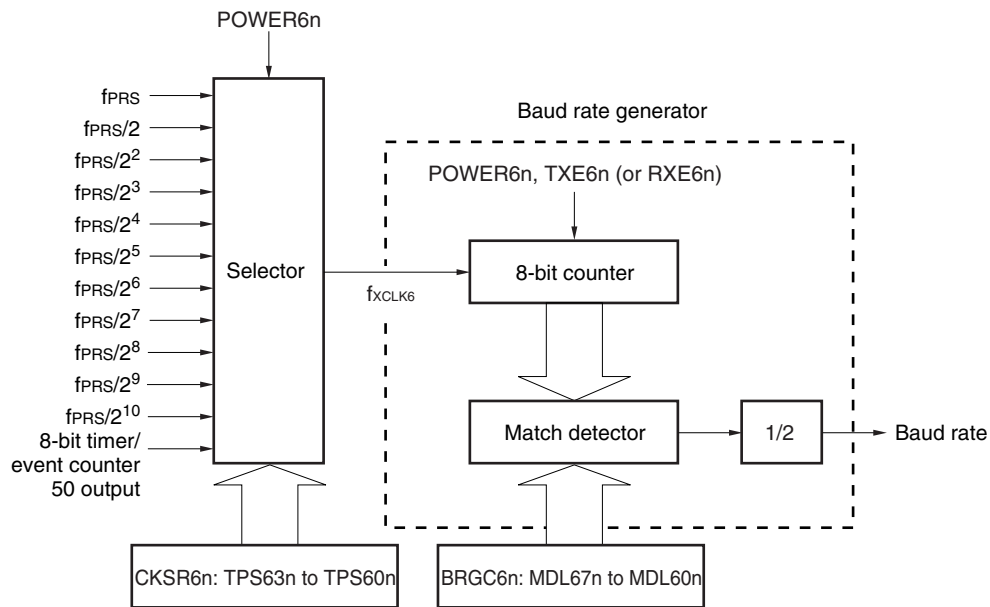 POWER6n
fPRS
fPRS/2
fPRS/2²
fPRS/2³
fPRS/2⁴
fPRS/2⁵
fPRS/2⁶
fPRS/2⁷
fPRS/2⁸
fPRS/2⁹
fPRS/2¹⁰
8-bit timer/
event counter
50 output
Selector
fXCLK6
Baud rate generator
POWER6n, TXE6n (or RXE6n)
8-bit counter
Match detector
1/2
Baud rate
CKSR6n: TPS63n to TPS60n
BRGC6n: MDL67n to MDL60n